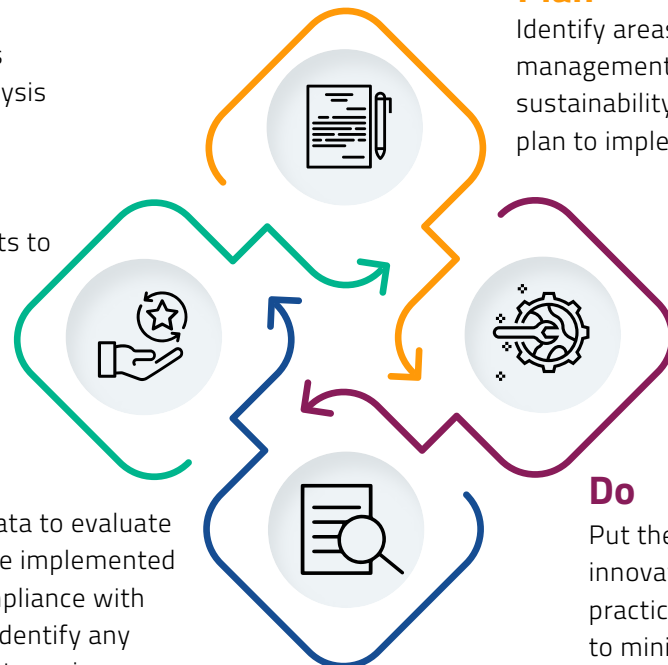 Plan
Identify areas
management
sustainability
plan to imple
s
ysis
ts to
ata to evaluate
e implemented
pliance with
dentify any
Do
Put the
innova
practic
to mini